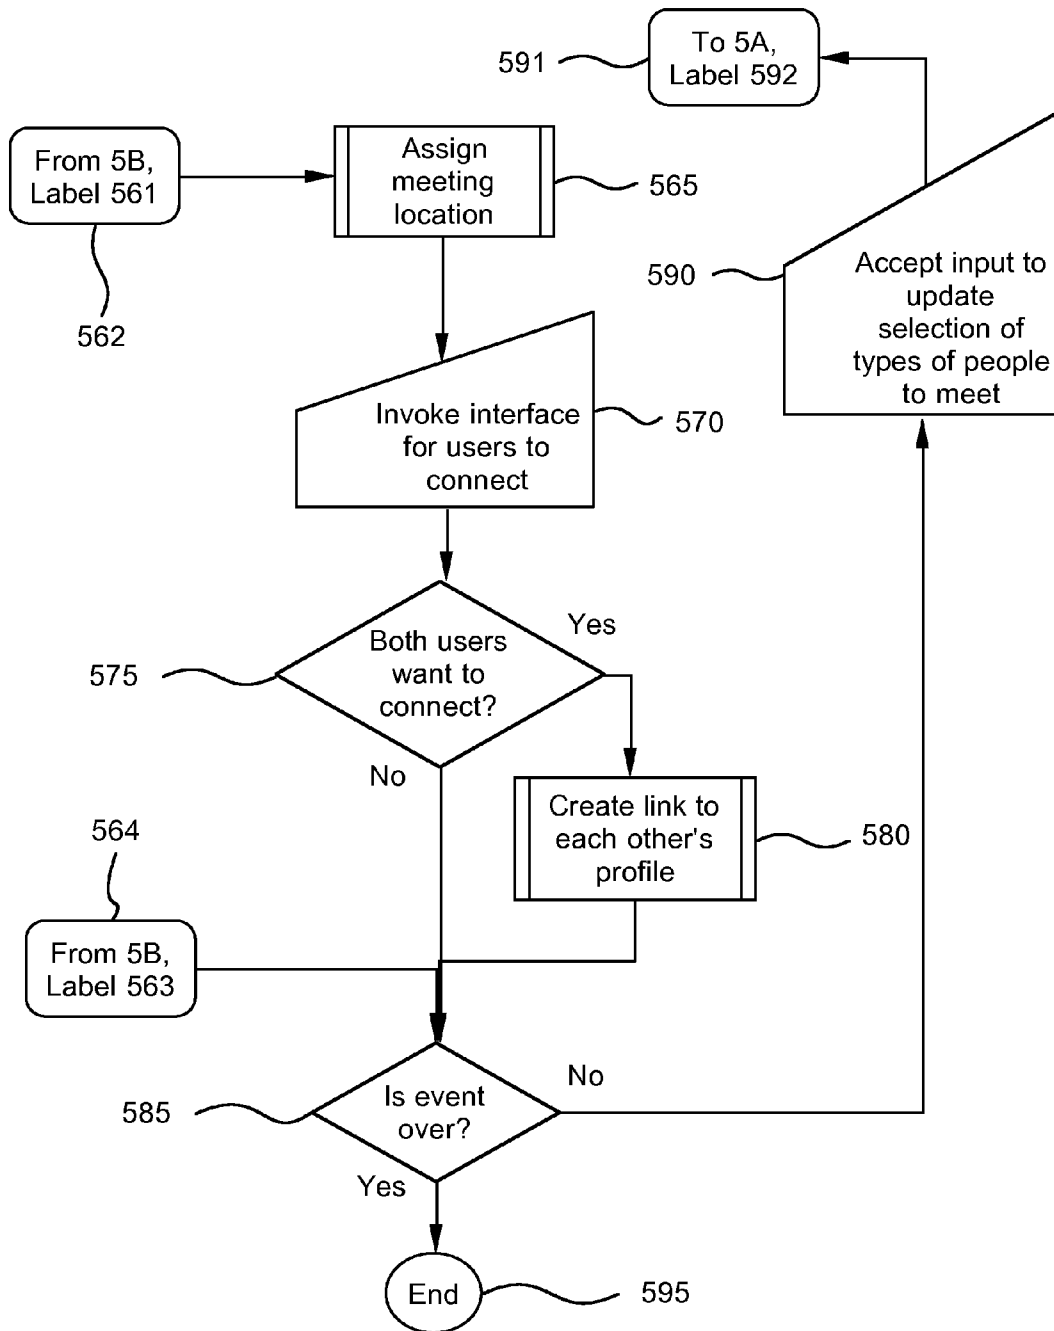 To 5A,
Label 592
591
From 5B,
Label 561
562
Assign
meeting
location
565
590
Accept input to
update
selection of
types of people
to meet
Invoke interface
for users to
connect
570
Both users
want to
connect?
575
Yes
No
Create link to
each other's
profile
580
564
From 5B,
Label 563
Is event
over?
585
No
Yes
End
595